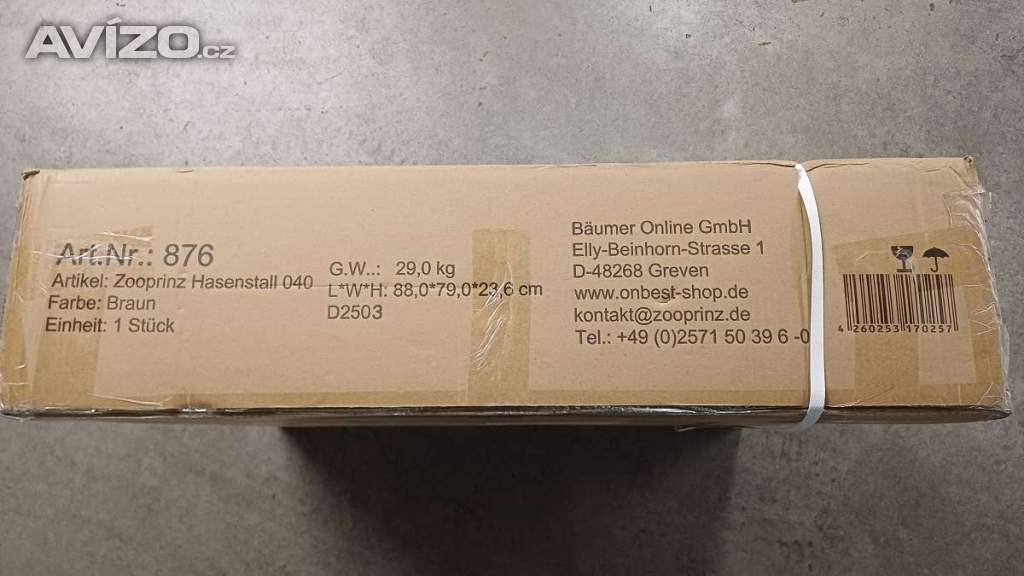 AVÍZO.cz
Art.Nr.: 876
Artikel: Zooprinz Hasenstall 040
Farbe: Braun
Einheit: 1 Stück
G.W..: 29,0 kg
L*W*H: 88,0*79,0*23,6 cm
D2503
Bäumer Online GmbH
Elly-Beinhorn-Strasse 1
D-48268 Greven
www.onbest-shop.de
kontakt@zooprinz.de
Tel.: +49 (0)2571 50 39 6 -0
4 260253 170257